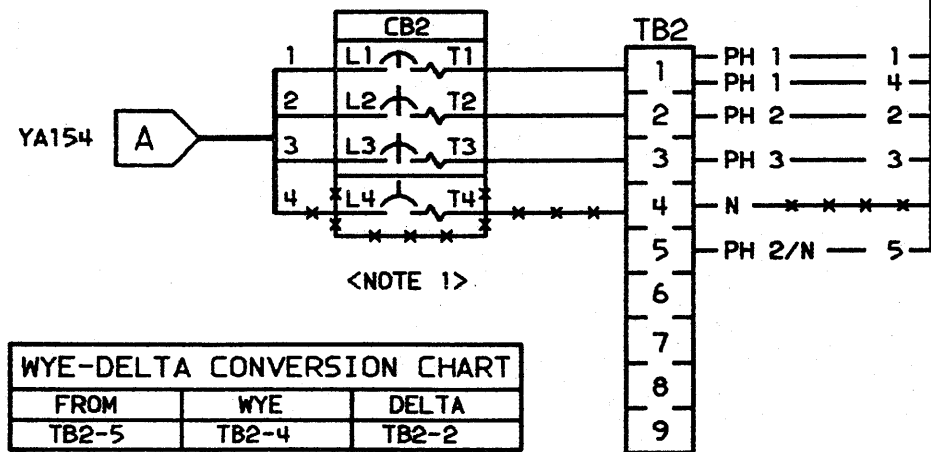 CB2
TB2
1 L1 T1 1 PH 1 1
PH 1 4
2 L2 T2 2 PH 2 2
YA154 A
3 L3 T3 3 PH 3 3
4 L4 T4 4 N
5 PH 2/N 5
<NOTE 1>
6
7
8
9
WYE-DELTA CONVERSION CHART
FROM WYE DELTA
TB2-5 TB2-4 TB2-2